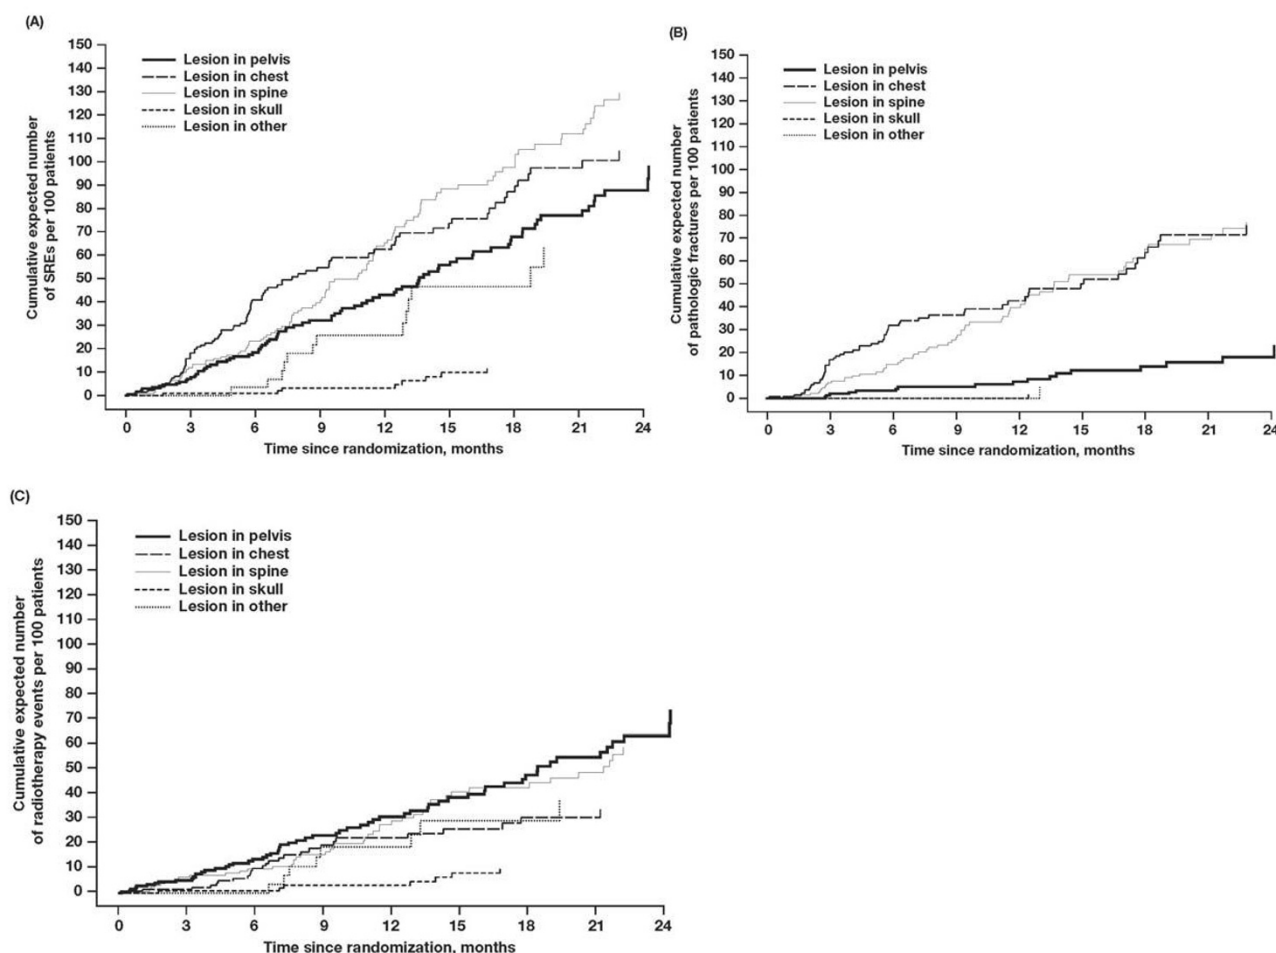 (A)
Cumulative expected number
of SREs per 100 patients
150
140
130
120
110
100
90
80
70
60
50
40
30
20
10
0
Lesion in pelvis
Lesion in chest
Lesion in spine
Lesion in skull
Lesion in other
0 3 6 9 12 15 18 21 24
Time since randomization, months
(B)
Cumulative expected number
of pathologic fractures per 100 patients
150
140
130
120
110
100
90
80
70
60
50
40
30
20
10
0
Lesion in pelvis
Lesion in chest
Lesion in spine
Lesion in skull
Lesion in other
0 3 6 9 12 15 18 21 24
Time since randomization, months
(C)
Cumulative expected number
of radiotherapy events per 100 patients
150
140
130
120
110
100
90
80
70
60
50
40
30
20
10
0
Lesion in pelvis
Lesion in chest
Lesion in spine
Lesion in skull
Lesion in other
0 3 6 9 12 15 18 21 24
Time since randomization, months